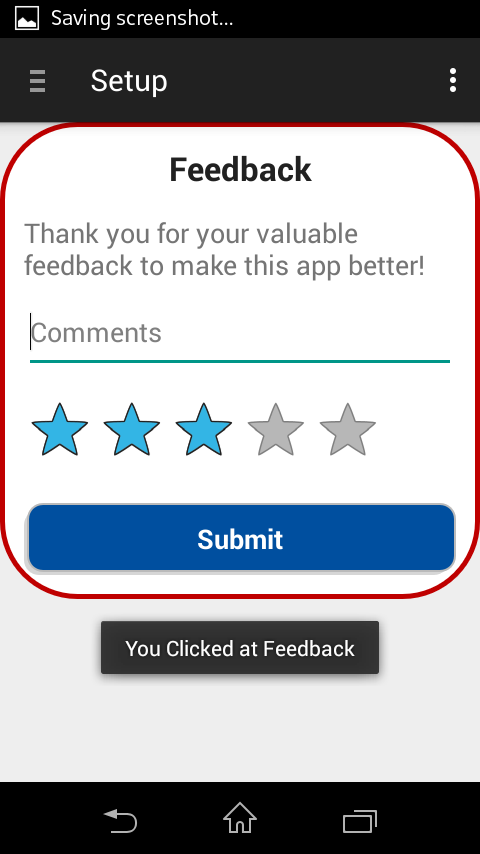 Saving screenshot...
Setup
Feedback
Thank you for your valuable
feedback to make this app better!
Comments
Submit
You Clicked at Feedback